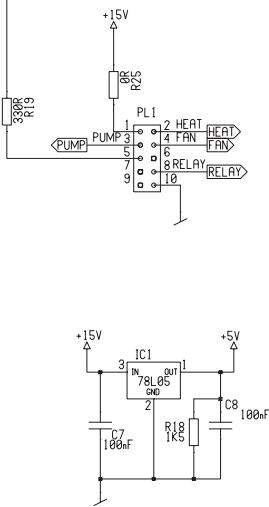 +15V
0R
R25
330R
R19
PL1
1 2 HEAT HEAT
PUMP PUMP 3 4 FAN FAN
5 6
7 8 RELAY RELAY
9 10
+15V +5V
IC1
3 IN OUT 1
78L05
GND
2
C7
100nF
R18
1K5
C8
100nF